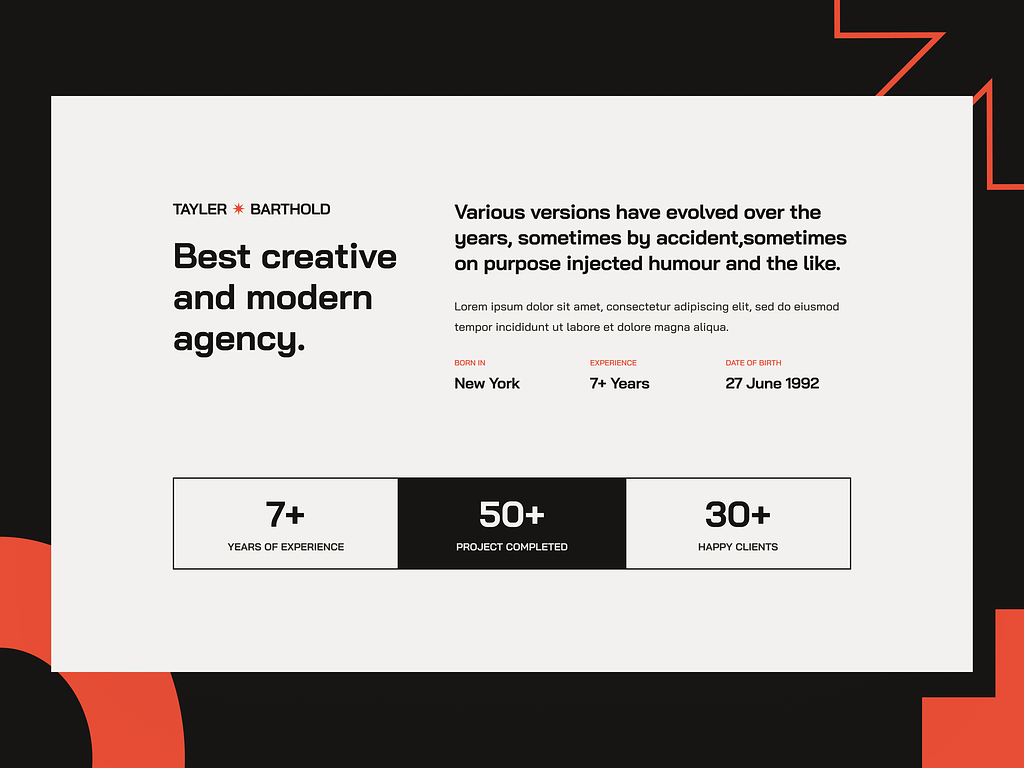 TAYLER ✷ BARTHOLD
Best creative
and modern
agency.
Various versions have evolved over the
years, sometimes by accident,sometimes
on purpose injected humour and the like.
Lorem ipsum dolor sit amet, consectetur adipiscing elit, sed do eiusmod
tempor incididunt ut labore et dolore magna aliqua.
BORN IN
New York
EXPERIENCE
7+ Years
DATE OF BIRTH
27 June 1992
7+
YEARS OF EXPERIENCE
50+
PROJECT COMPLETED
30+
HAPPY CLIENTS